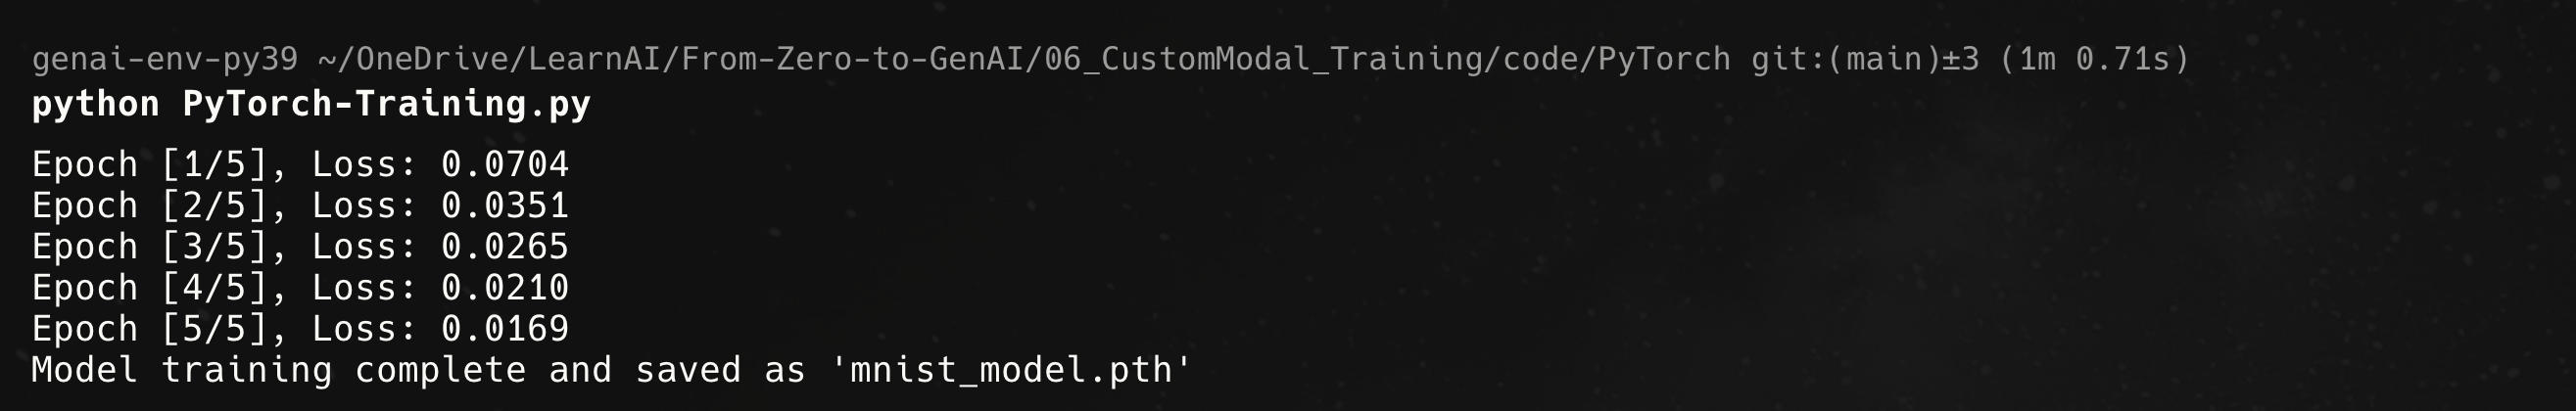 genai-env-py39 ~/OneDrive/LearnAI/From-Zero-to-GenAI/06_CustomModal_Training/code/PyTorch git:(main)±3 (1m 0.71s)
python PyTorch-Training.py
Epoch [1/5], Loss: 0.0704
Epoch [2/5], Loss: 0.0351
Epoch [3/5], Loss: 0.0265
Epoch [4/5], Loss: 0.0210
Epoch [5/5], Loss: 0.0169
Model training complete and saved as 'mnist_model.pth'